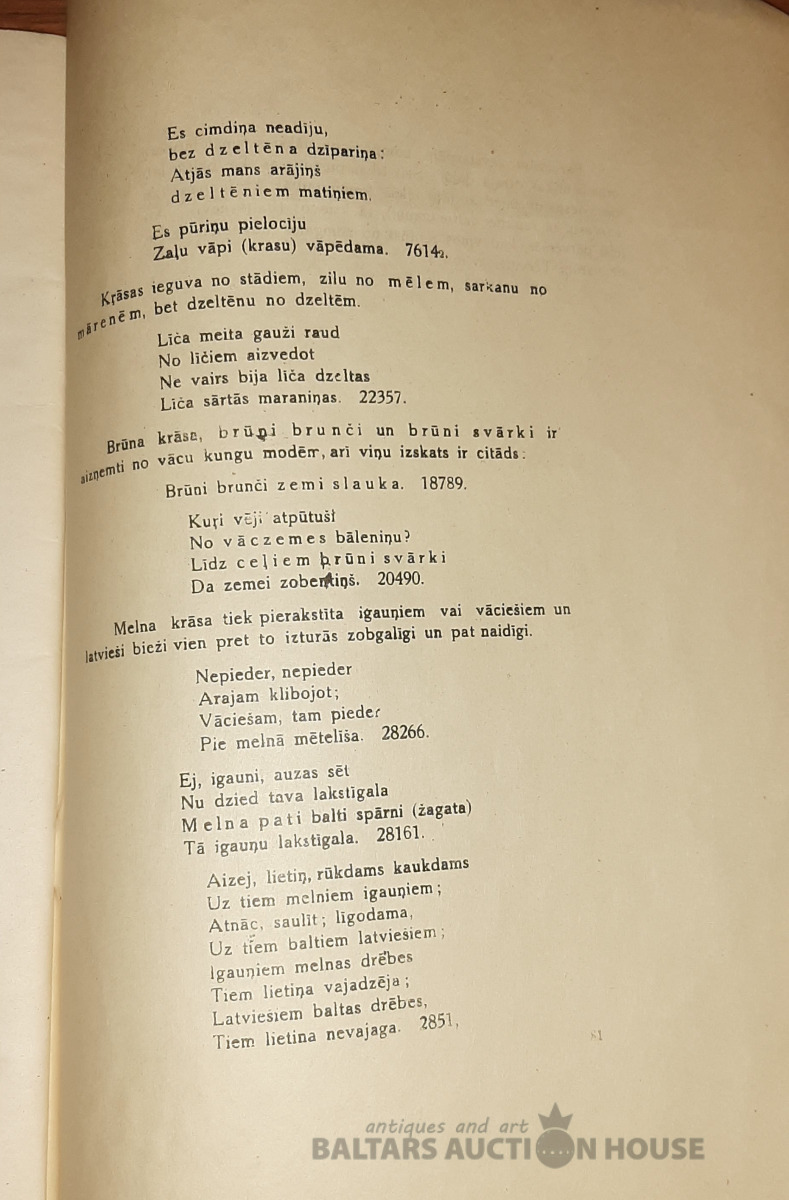 Es cimdiņa neadīju,
bez dzeltēna dzīpariņa:
Atjās mans arājiņš
dzeltēniem matiņiem.
Es pūriņu pielociju
Zaļu vāpi (krasu) vāpēdama. 7614₂.
Krāsas ieguva no stādiem, zilu no mēlem, sarkanu no
mārenēm, bet dzeltēnu no dzeltēm.
Līča meita gauži raud
No līčiem aizvedot
Ne vairs bija līča dzeltas
Līča sārtās maraniņas. 22357.
Brūna krāsa, brūņi brunči un brūni svārki ir
aizņemti no vācu kungu modēm, arī viņu izskats ir citāds:
Brūni brunči zemi slauka. 18789.
Kuŗi vēji atpūtuši
No vāczemes bāleniņu?
Līdz ceļiem brūni svārki
Da zemei zobentiņš. 20490.
Melna krāsa tiek pierakstīta igauņiem vai vāciešiem un
latvieši bieži vien pret to izturās zobgalīgi un pat naidīgi.
Nepieder, nepieder
Arajam klibojot;
Vāciešam, tam pieder
Pie melnā mētelīša. 28266.
Ej, igauni, auzas sēt
Nu dzied tava lakstīgala
Melna pati balti spārni (žagata)
Tā igauņu lakstīgala. 28161.
Aizej, lietiņ, rūkdams kaukdams
Uz tiem melniem igauņiem;
Atnāc, saulīt; līgodama,
Uz tiem baltiem latviešiem;
Igauņiem melnas drēbes
Tiem lietiņa vajadzēja;
Latviešiem baltas drēbes,
Tiem lietina nevajaga. 2851,
antiques and art
BALTARS AUCTION HOUSE